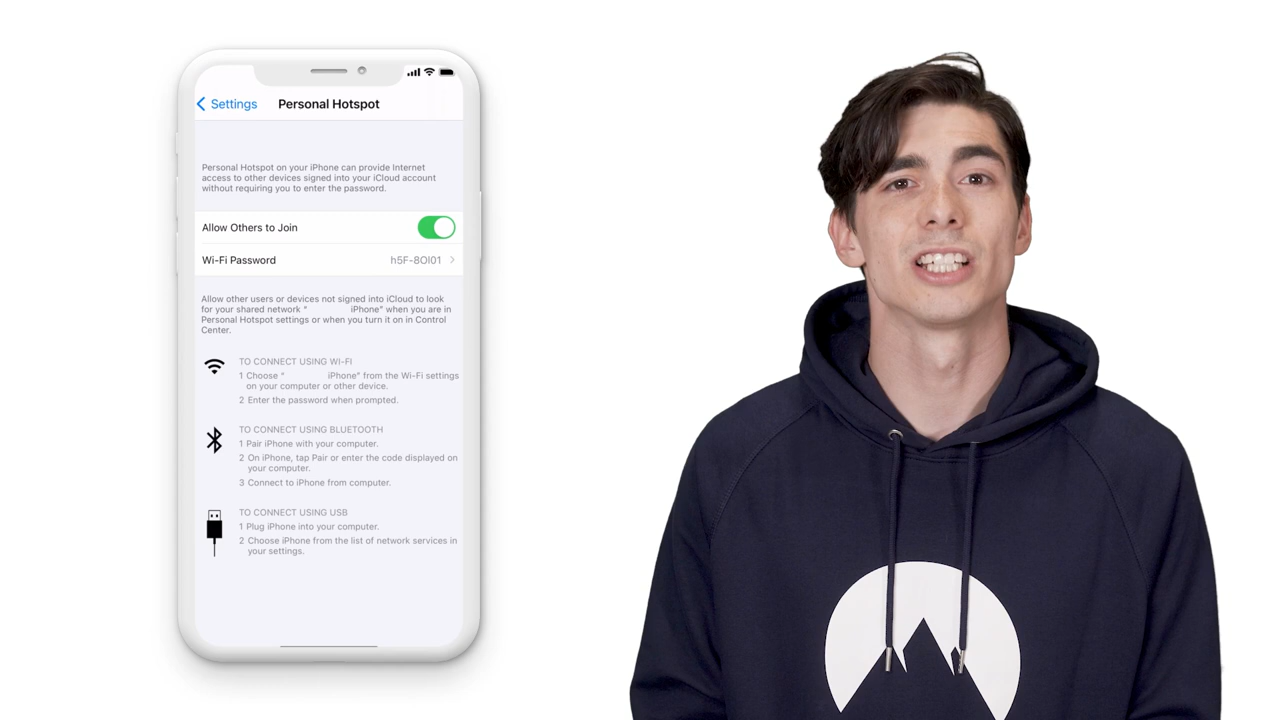 Settings
Personal Hotspot
Personal Hotspot on your iPhone can provide Internet
access to other devices signed into your iCloud account
without requiring you to enter the password.
Allow Others to Join
Wi-Fi Password h5F-8OI01
Allow other users or devices not signed into iCloud to look
for your shared network “ iPhone” when you are in
Personal Hotspot settings or when you turn it on in Control
Center.
TO CONNECT USING WI-FI
1 Choose “ iPhone” from the Wi-Fi settings
on your computer or other device.
2 Enter the password when prompted.
TO CONNECT USING BLUETOOTH
1 Pair iPhone with your computer.
2 On iPhone, tap Pair or enter the code displayed on
your computer.
3 Connect to iPhone from computer.
TO CONNECT USING USB
1 Plug iPhone into your computer.
2 Choose iPhone from the list of network services in
your settings.